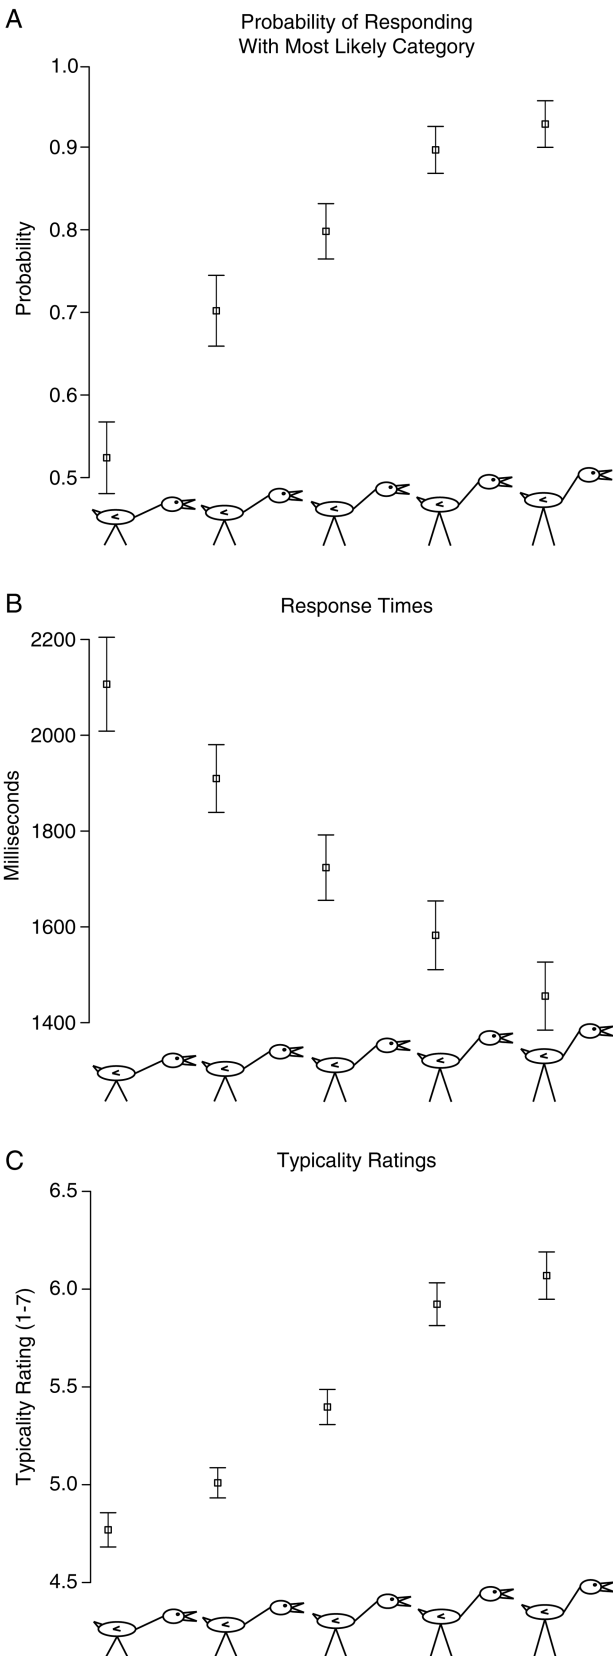 A
Probability of Responding
With Most Likely Category
1.0
0.9
0.8
0.7
0.6
0.5
Probability
B
Response Times
2200
2000
1800
1600
1400
Milliseconds
C
Typicality Ratings
6.5
6.0
5.5
5.0
4.5
Typicality Rating (1-7)